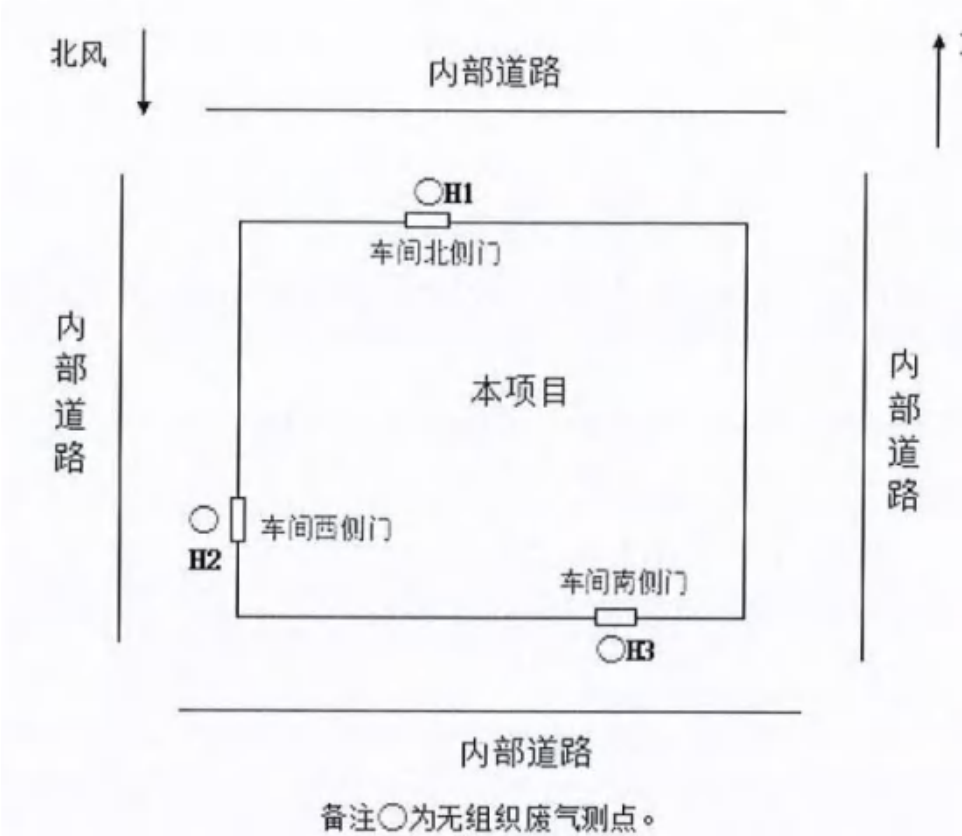 北风
内部道路
H1
车间北侧门
内部道路
本项目
内部道路
车间西侧门
H2
车间南侧门
H3
内部道路
备注○为无组织废气测点。